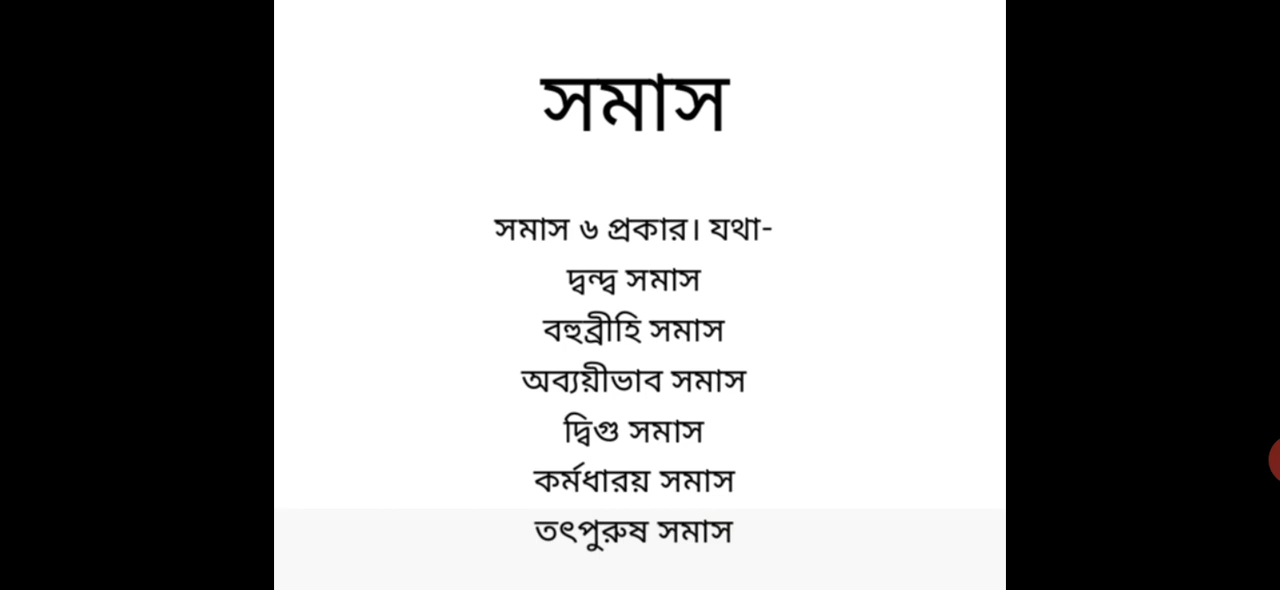 সমাস
সমাস ৬ প্রকার। যথা-
দ্বন্দ্ব সমাস
বহুব্রীহি সমাস
অব্যয়ীভাব সমাস
দ্বিগু সমাস
কর্মধারয় সমাস
তৎপুরুষ সমাস